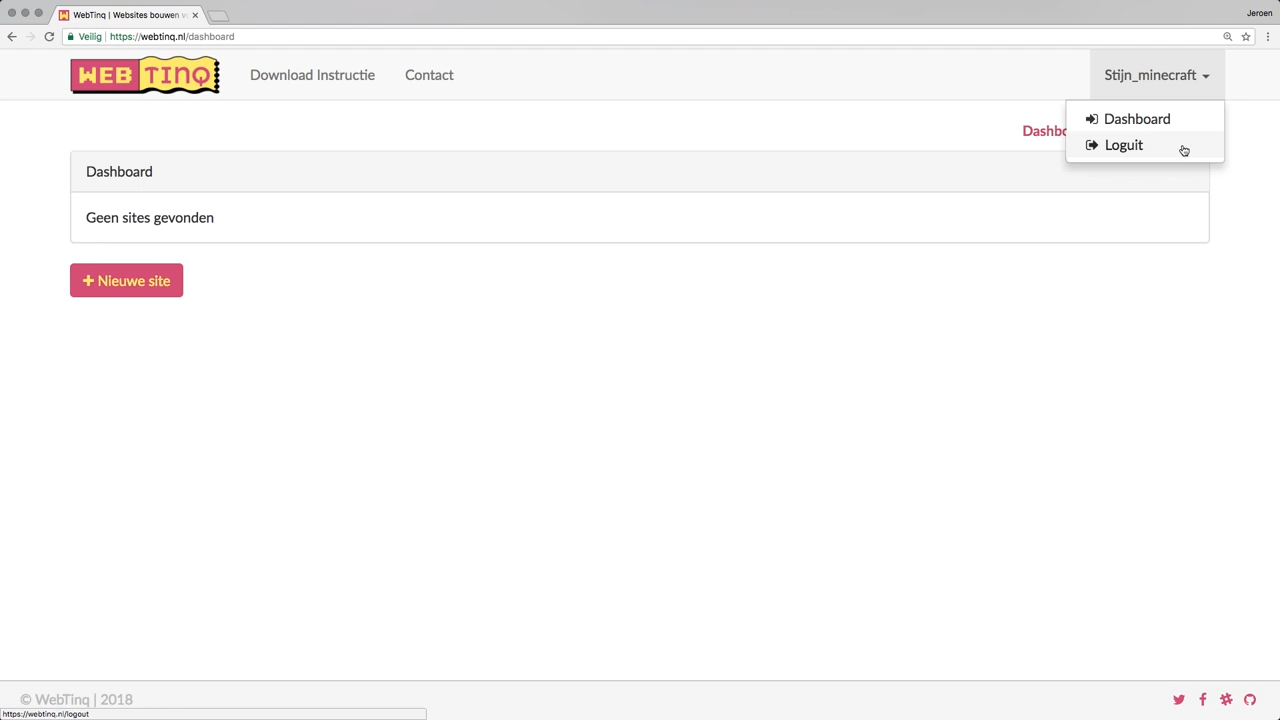 WebTinq | Websites bouwen
Jeroen
Veilig
https://webtinq.nl/dashboard
WEB TINQ
Download Instructie
Contact
Stijn_minecraft
Dashboard
Loguit
Dashbo
Dashboard
Geen sites gevonden
Nieuwe site
© WebTinq | 2018
https://webtinq.nl/logout